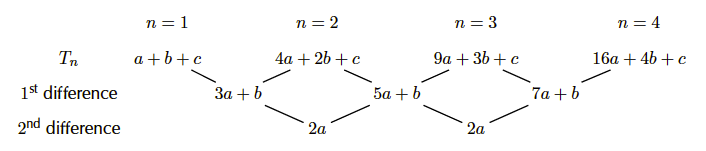 n = 1 n = 2 n = 3 n = 4
Tₙ a + b + c 4a + 2b + c 9a + 3b + c 16a + 4b + c
1ˢᵗ difference 3a + b 5a + b 7a + b
2ⁿᵈ difference 2a 2a